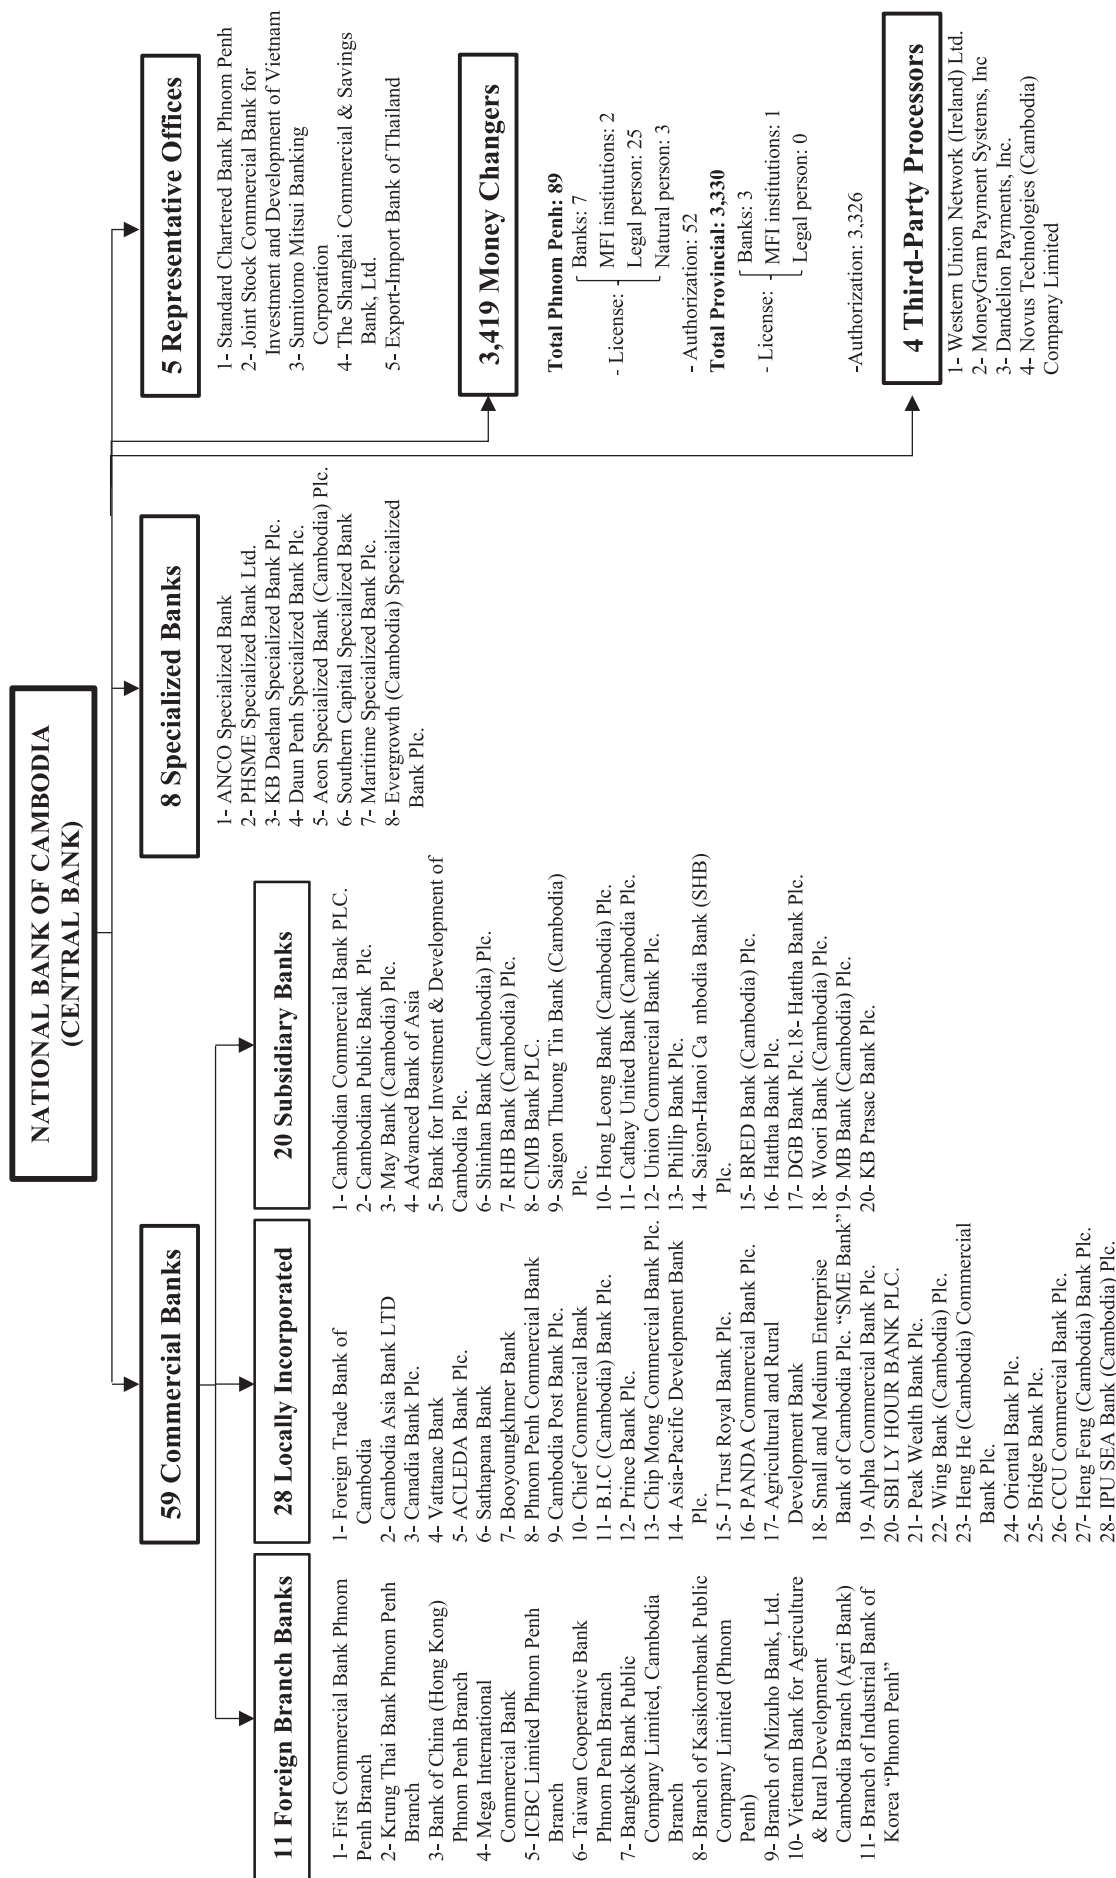 NATIONAL BANK OF CAMBODIA
(CENTRAL BANK)
59 Commercial Banks
11 Foreign Branch Banks
1- First Commercial Bank Phnom
Penh Branch
2- Krung Thai Bank Phnom Penh
Branch
3- Bank of China (Hong Kong)
Phnom Penh Branch
4- Mega International
Commercial Bank
5- ICBC Limited Phnom Penh
Branch
6- Taiwan Cooperative Bank
Phnom Penh Branch
7- Bangkok Bank Public
Company Limited, Cambodia
Branch
8- Branch of Kasikornbank Public
Company Limited (Phnom
Penh)
9- Branch of Mizuho Bank, Ltd.
10- Vietnam Bank for Agriculture
& Rural Development
Cambodia Branch (Agri Bank)
11- Branch of Industrial Bank of
Korea “Phnom Penh”
28 Locally Incorporated
1- Foreign Trade Bank of
Cambodia
2- Cambodia Asia Bank LTD
3- Canadia Bank Plc.
4- Vattanac Bank
5- ACLEDA Bank Plc.
6- Sathapana Bank
7- Booyoungkhmer Bank
8- Phnom Penh Commercial Bank
9- Cambodia Post Bank Plc.
10- Chief Commercial Bank
11- B.I.C (Cambodia) Bank Plc.
12- Prince Bank Plc.
13- Chip Mong Commercial Bank Plc.
14- Asia-Pacific Development Bank
Plc.
15- J Trust Royal Bank Plc.
16- PANDA Commercial Bank Plc.
17- Agricultural and Rural
Development Bank
18- Small and Medium Enterprise
Bank of Cambodia Plc. “SME Bank”
19- Alpha Commercial Bank Plc.
20- SBI LY HOUR BANK PLC.
21- Peak Wealth Bank Plc.
22- Wing Bank (Cambodia) Plc.
23- Heng He (Cambodia) Commercial
Bank Plc.
24- Oriental Bank Plc.
25- Bridge Bank Plc.
26- CCU Commercial Bank Plc.
27- Heng Feng (Cambodia) Bank Plc.
28- IPU SEA Bank (Cambodia) Plc.
20 Subsidiary Banks
1- Cambodian Commercial Bank PLC.
2- Cambodian Public Bank Plc.
3- May Bank (Cambodia) Plc.
4- Advanced Bank of Asia
5- Bank for Investment & Development of
Cambodia Plc.
6- Shinhan Bank (Cambodia) Plc.
7- RHB Bank (Cambodia) Plc.
8- CIMB Bank PLC.
9- Saigon Thuong Tin Bank (Cambodia)
Plc.
10- Hong Leong Bank (Cambodia) Plc.
11- Cathay United Bank (Cambodia Plc.
12- Union Commercial Bank Plc.
13- Phillip Bank Plc.
14- Saigon-Hanoi Ca mbodia Bank (SHB)
Plc.
15- BRED Bank (Cambodia) Plc.
16- Hattha Bank Plc.
17- DGB Bank Plc.18- Hattha Bank Plc.
18- Woori Bank (Cambodia) Plc.
19- MB Bank (Cambodia) Plc.
20- KB Prasac Bank Plc.
8 Specialized Banks
1- ANCO Specialized Bank
2- PHSME Specialized Bank Ltd.
3- KB Daehan Specialized Bank Plc.
4- Daun Penh Specialized Bank Plc.
5- Aeon Specialized Bank (Cambodia) Plc.
6- Southern Capital Specialized Bank
7- Maritime Specialized Bank Plc.
8- Evergrowth (Cambodia) Specialized
Bank Plc.
5 Representative Offices
1- Standard Chartered Bank Phnom Penh
2- Joint Stock Commercial Bank for
Investment and Development of Vietnam
3- Sumitomo Mitsui Banking
Corporation
4- The Shanghai Commercial & Savings
Bank, Ltd.
5- Export-Import Bank of Thailand
3,419 Money Changers
Total Phnom Penh: 89
- License:
Banks: 7
MFI institutions: 2
Legal person: 25
Natural person: 3
- Authorization: 52
Total Provincial: 3,330
- License:
Banks: 3
MFI institutions: 1
Legal person: 0
-Authorization: 3,326
4 Third-Party Processors
1- Western Union Network (Ireland) Ltd.
2- MoneyGram Payment Systems, Inc
3- Dandelion Payments, Inc.
4- Novus Technologies (Cambodia)
Company Limited